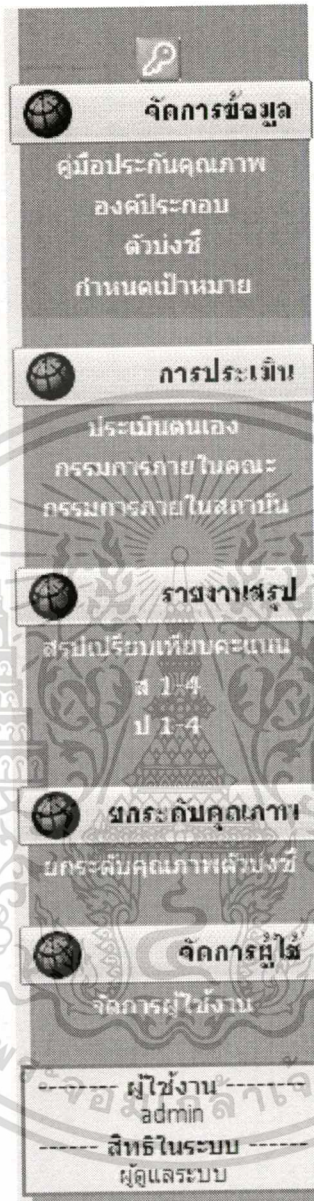 จัดการข้อมูล
คู่มือประกันคุณภาพ
องค์ประกอบ
ตัวบ่งชี้
กำหนดเป้าหมาย
การประเมิน
ประเมินตนเอง
กรรมการภายในคณะ
กรรมการภายในสถาบัน
รายงานสรุป
สรุปเปรียบเทียบคะแนน
ส 1-4
ป 1-4
ยกระดับคุณภาพ
ยกระดับคุณภาพตัวบ่งชี้
จัดการผู้ใช้
จัดการผู้ใช้งาน
------- ผู้ใช้งาน -------
admin
------ สิทธิในระบบ ------
ผู้ดูแลระบบ